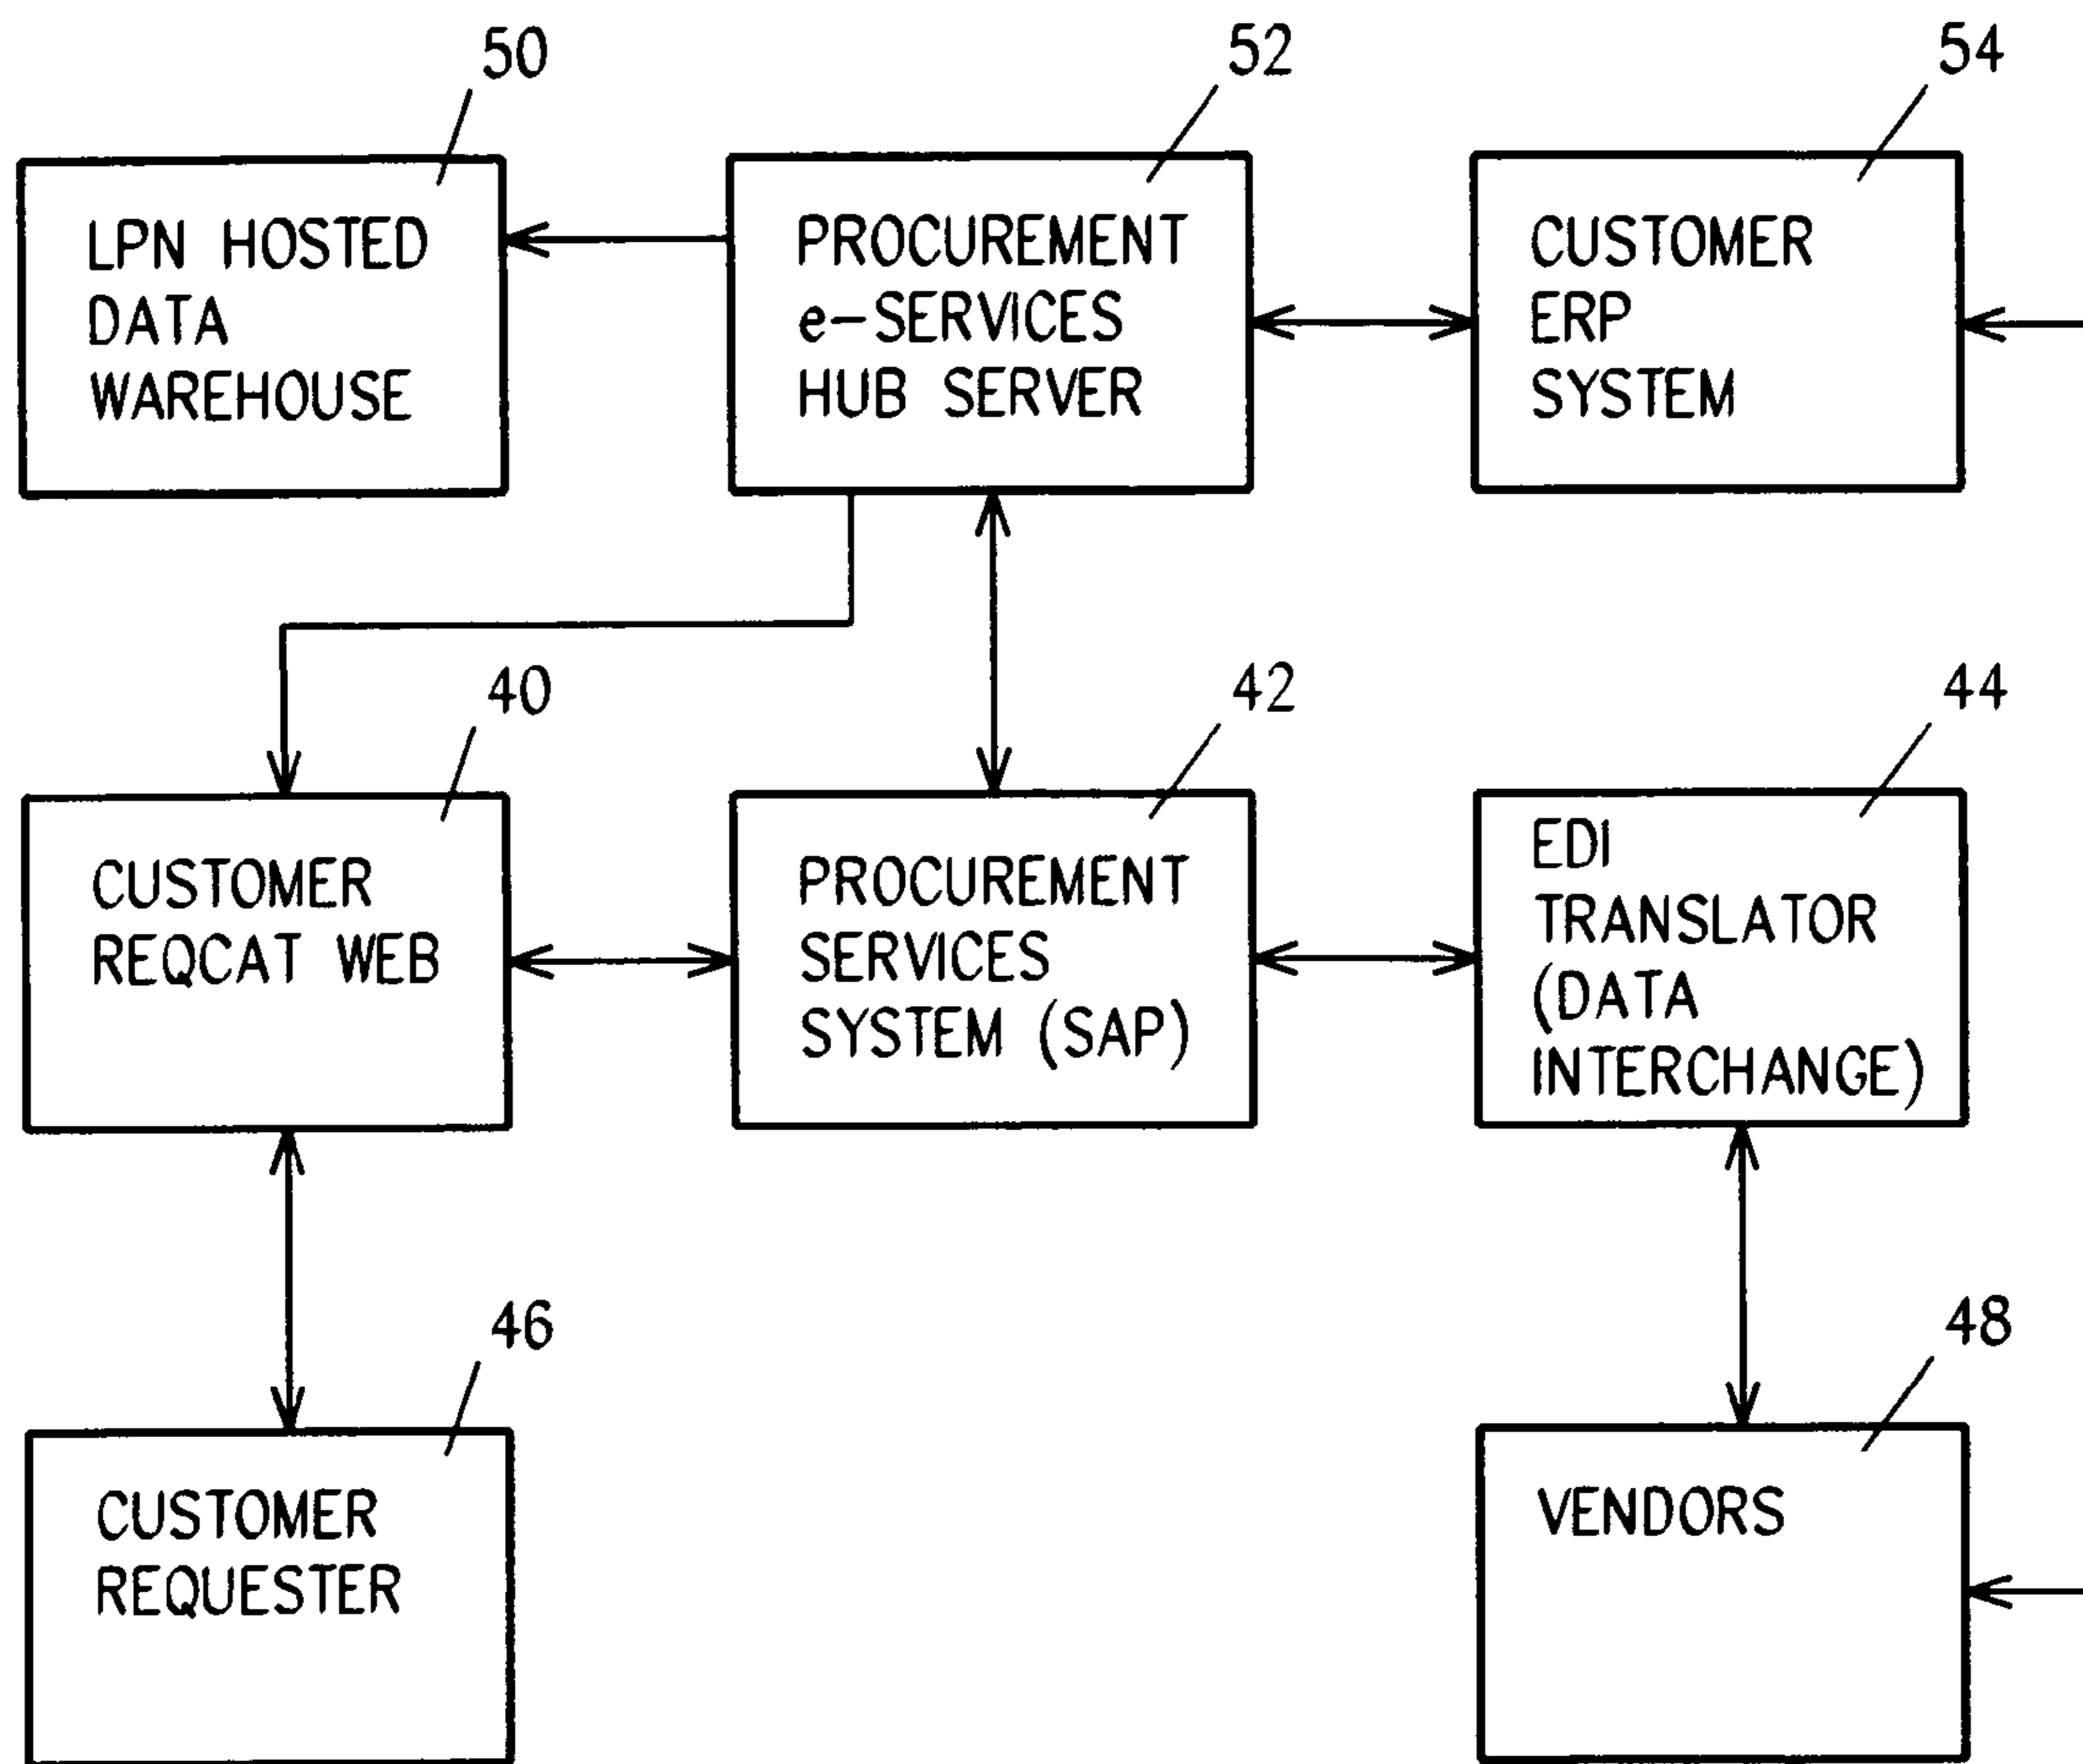 50
LPN HOSTED
DATA
WAREHOUSE
52
PROCUREMENT
e-SERVICES
HUB SERVER
54
CUSTOMER
ERP
SYSTEM
40
CUSTOMER
REQCAT WEB
42
PROCUREMENT
SERVICES
SYSTEM (SAP)
44
EDI
TRANSLATOR
(DATA
INTERCHANGE)
46
CUSTOMER
REQUESTER
48
VENDORS